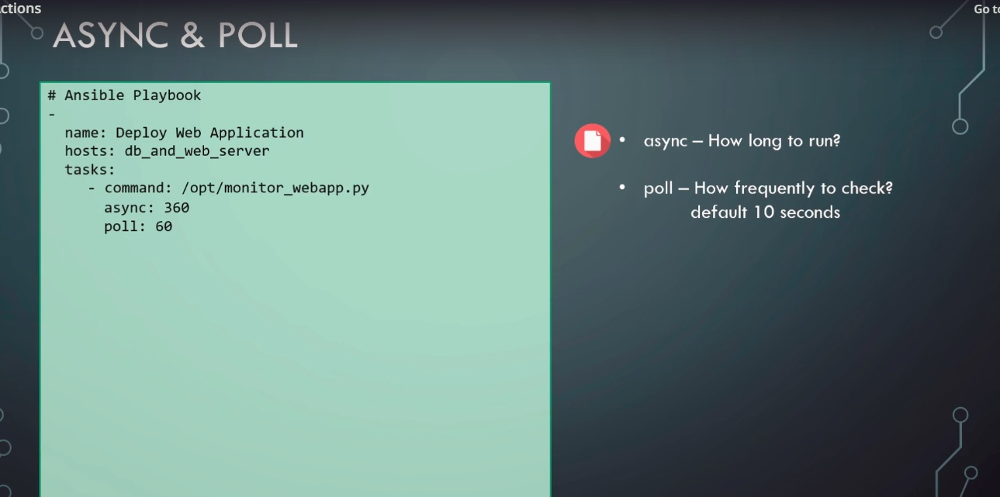 ctions
Go to
ASYNC & POLL
# Ansible Playbook
-
name: Deploy Web Application
hosts: db_and_web_server
tasks:
- command: /opt/monitor_webapp.py
async: 360
poll: 60
• async – How long to run?
• poll – How frequently to check?
default 10 seconds